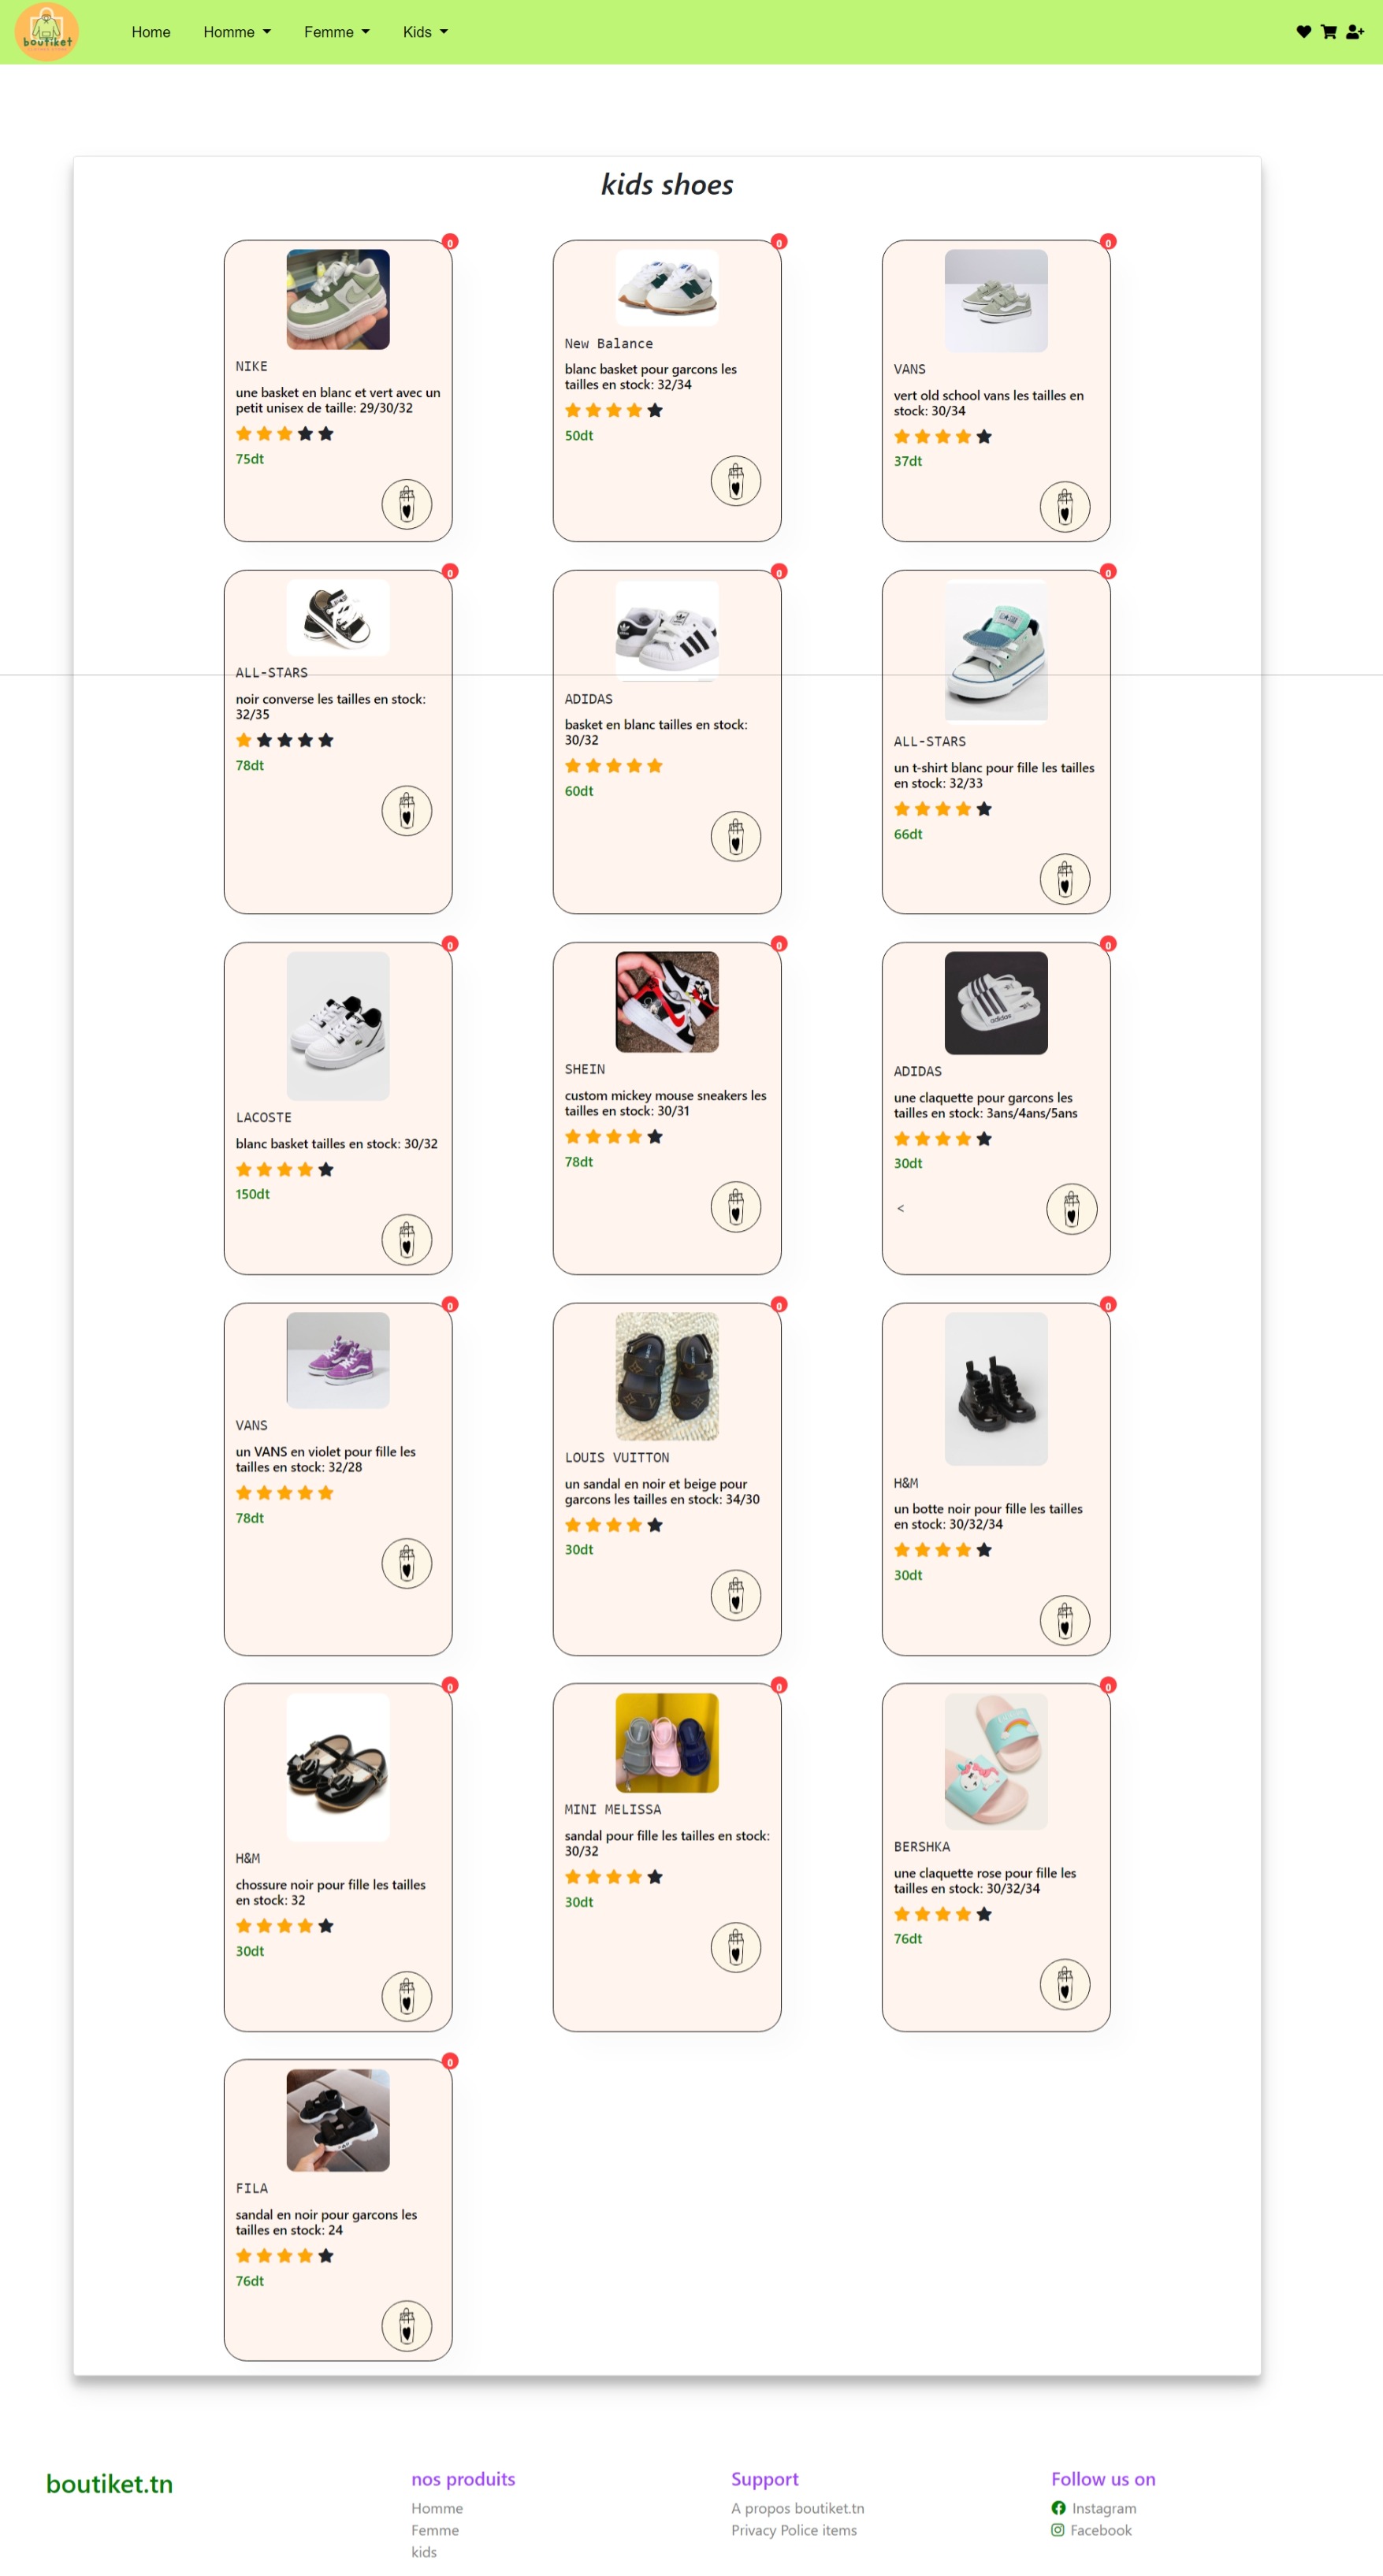 boutiket
Home
Homme
Femme
Kids
kids shoes
0
NIKE
une basket en blanc et vert avec un
petit unisex de taille: 29/30/32
75dt
0
New Balance
blanc basket pour garcons les
tailles en stock: 32/34
50dt
0
VANS
vert old school vans les tailles en
stock: 30/34
37dt
0
ALL-STARS
noir converse les tailles en stock:
32/35
78dt
0
ADIDAS
basket en blanc tailles en stock:
30/32
60dt
0
ALL-STARS
un t-shirt blanc pour fille les tailles
en stock: 32/33
66dt
0
LACOSTE
blanc basket tailles en stock: 30/32
150dt
0
SHEIN
custom mickey mouse sneakers les
tailles en stock: 30/31
78dt
0
adidas
ADIDAS
une claquette pour garcons les
tailles en stock: 3ans/4ans/5ans
30dt
<
0
VANS
un VANS en violet pour fille les
tailles en stock: 32/28
78dt
0
LOUIS VUITTON
un sandal en noir et beige pour
garcons les tailles en stock: 34/30
30dt
0
H&M
un botte noir pour fille les tailles
en stock: 30/32/34
30dt
0
H&M
chossure noir pour fille les tailles
en stock: 32
30dt
0
MINI MELISSA
sandal pour fille les tailles en stock:
30/32
30dt
0
BERSHKA
une claquette rose pour fille les
tailles en stock: 30/32/34
76dt
0
FILA
sandal en noir pour garcons les
tailles en stock: 24
76dt
boutiket.tn
nos produits
Homme
Femme
kids
Support
A propos boutiket.tn
Privacy Police items
Follow us on
Instagram
Facebook